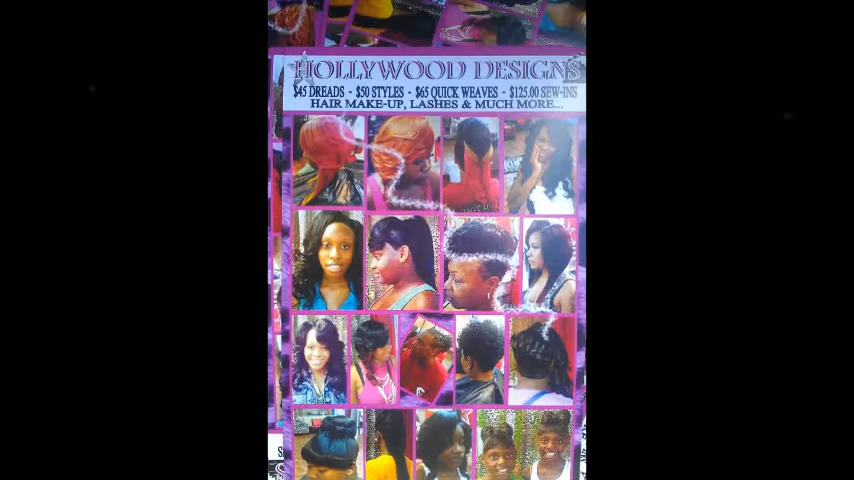 HOLLYWOOD DESIGNS
$45 DREADS - $50 STYLES - $65 QUICK WEAVES - $125.00 SEW-INS
HAIR MAKE-UP, LASHES & MUCH MORE...